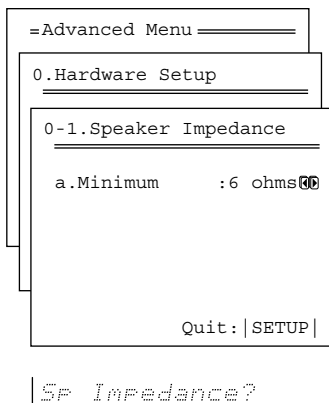 =Advanced Menu
0.Hardware Setup
0-1.Speaker Impedance
a.Minimum :6 ohms
Quit:|SETUP|
Sp Impedance?